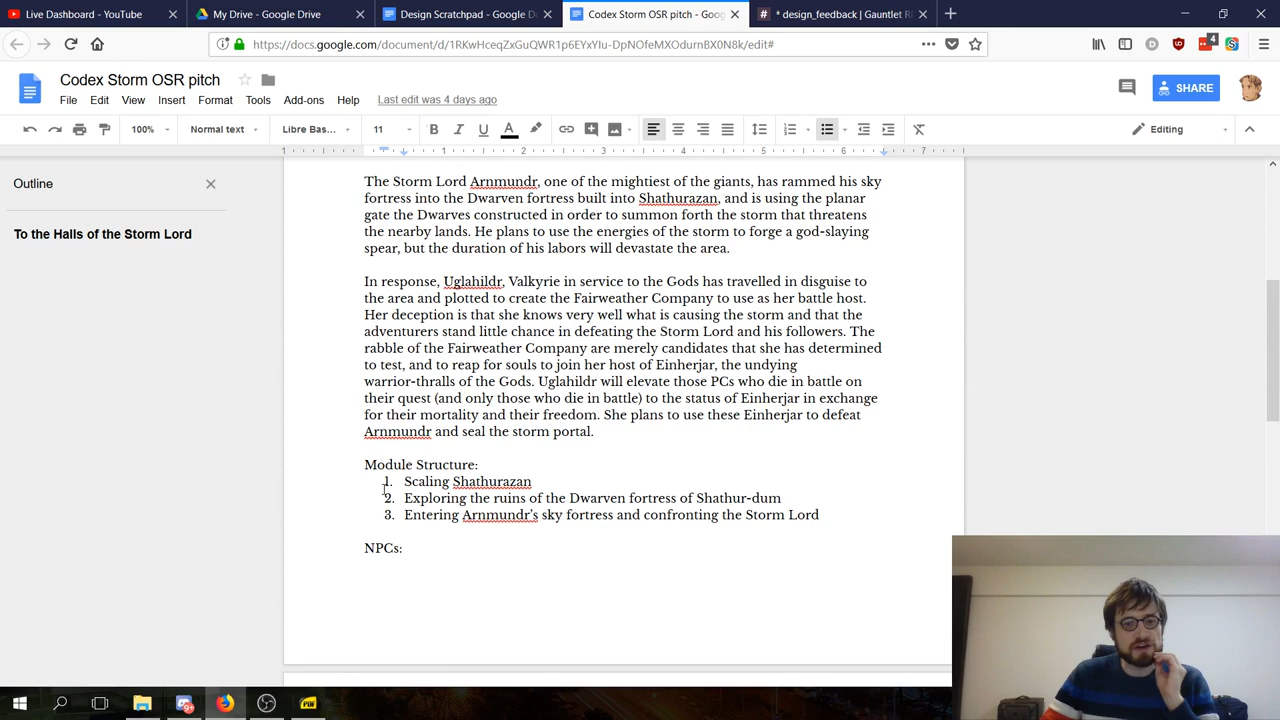 Live Dashboard - YouTube
My Drive - Google Drive
Design Scratchpad - Google D
Codex Storm OSR pitch - Goog
* design_feedback | Gauntlet R
https://docs.google.com/document/d/1RKwHceqZxGuQWR1p6EYxYIu-DpNOfeMXOdurnBX0N8k/edit#
4
Codex Storm OSR pitch
File Edit View Insert Format Tools Add-ons Help Last edit was 4 days ago
SHARE
100% Normal text Libre Bas... 11
Editing
1 1 2 3 4 5 6 7
Outline
To the Halls of the Storm Lord
The Storm Lord Arnmundr, one of the mightiest of the giants, has rammed his sky
fortress into the Dwarven fortress built into Shathurazan, and is using the planar
gate the Dwarves constructed in order to summon forth the storm that threatens
the nearby lands. He plans to use the energies of the storm to forge a god-slaying
spear, but the duration of his labors will devastate the area.
In response, Uglahildr, Valkyrie in service to the Gods has travelled in disguise to
the area and plotted to create the Fairweather Company to use as her battle host.
Her deception is that she knows very well what is causing the storm and that the
adventurers stand little chance in defeating the Storm Lord and his followers. The
rabble of the Fairweather Company are merely candidates that she has determined
to test, and to reap for souls to join her host of Einherjar, the undying
warrior-thralls of the Gods. Uglahildr will elevate those PCs who die in battle on
their quest (and only those who die in battle) to the status of Einherjar in exchange
for their mortality and their freedom. She plans to use these Einherjar to defeat
Arnmundr and seal the storm portal.
Module Structure:
1. Scaling Shathurazan
2. Exploring the ruins of the Dwarven fortress of Shathur-dum
3. Entering Arnmundr's sky fortress and confronting the Storm Lord
NPCs:
PDF